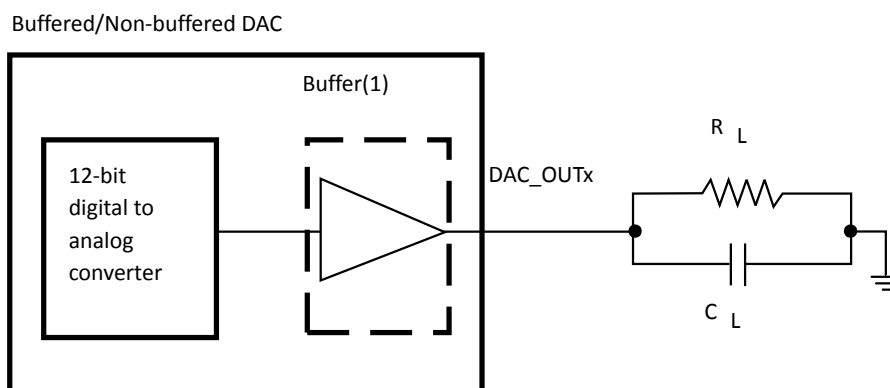 Buffered/Non-buffered DAC
Buffer(1)
12-bit
digital to
analog
converter
DAC_OUTx
R L
C L